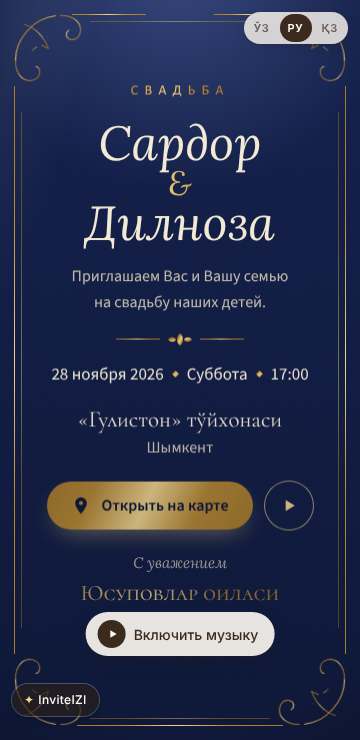 ЎЗ РУ ҚЗ
СВАДЬБА
Сардор
&
Дилноза
Приглашаем Вас и Вашу семью
на свадьбу наших детей.
28 ноября 2026 ◆ Суббота ◆ 17:00
«Гулистон» тўйхонаси
Шымкент
Открыть на карте
С уважением
Юсуповлар оиласи
Включить музыку
✦ InviteIZI